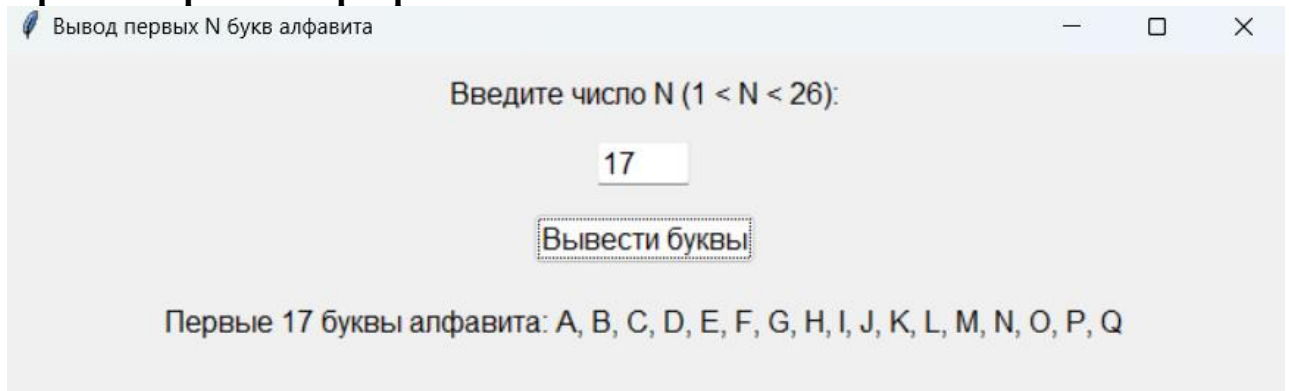 Вывод первых N букв алфавита
Введите число N (1 < N < 26):
17
Вывести буквы
Первые 17 буквы алфавита: A, B, C, D, E, F, G, H, I, J, K, L, M, N, O, P, Q